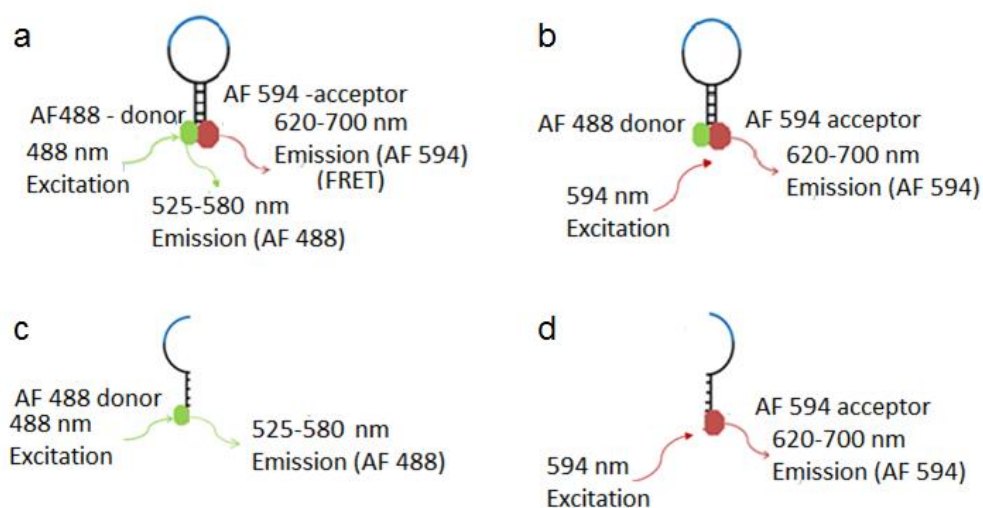 a
AF488 - donor
488 nm
Excitation
AF 594 -acceptor
620-700 nm
Emission (AF 594)
(FRET)
525-580 nm
Emission (AF 488)
b
AF 488 donor
AF 594 acceptor
620-700 nm
Emission (AF 594)
594 nm
Excitation
c
AF 488 donor
488 nm
Excitation
525-580 nm
Emission (AF 488)
d
AF 594 acceptor
620-700 nm
Emission (AF 594)
594 nm
Excitation